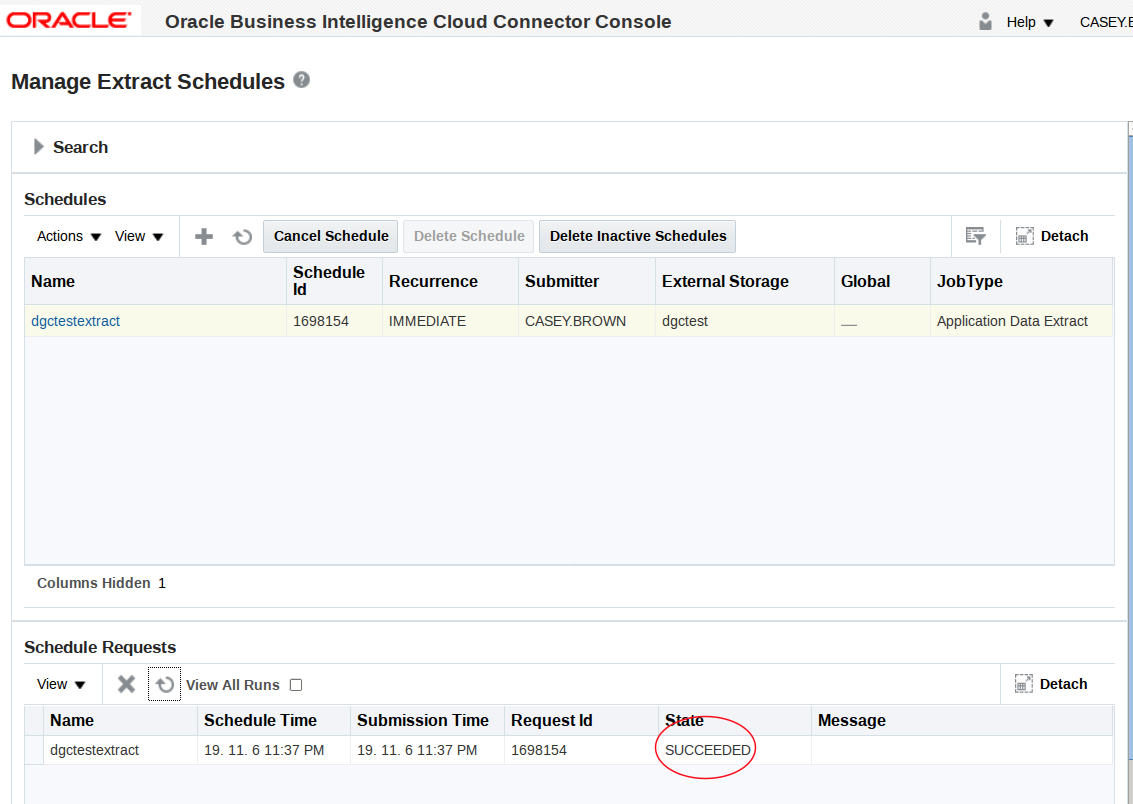 ORACLE Oracle Business Intelligence Cloud Connector Console Help CASEY.B
Manage Extract Schedules ?
Search
Schedules
Actions View Cancel Schedule Delete Schedule Delete Inactive Schedules Detach
Name Schedule Id Recurrence Submitter External Storage Global JobType
dgctestextract 1698154 IMMEDIATE CASEY.BROWN dgctest — Application Data Extract
Columns Hidden 1
Schedule Requests
View View All Runs Detach
Name Schedule Time Submission Time Request Id State Message
dgctestextract 19. 11. 6 11:37 PM 19. 11. 6 11:37 PM 1698154 SUCCEEDED